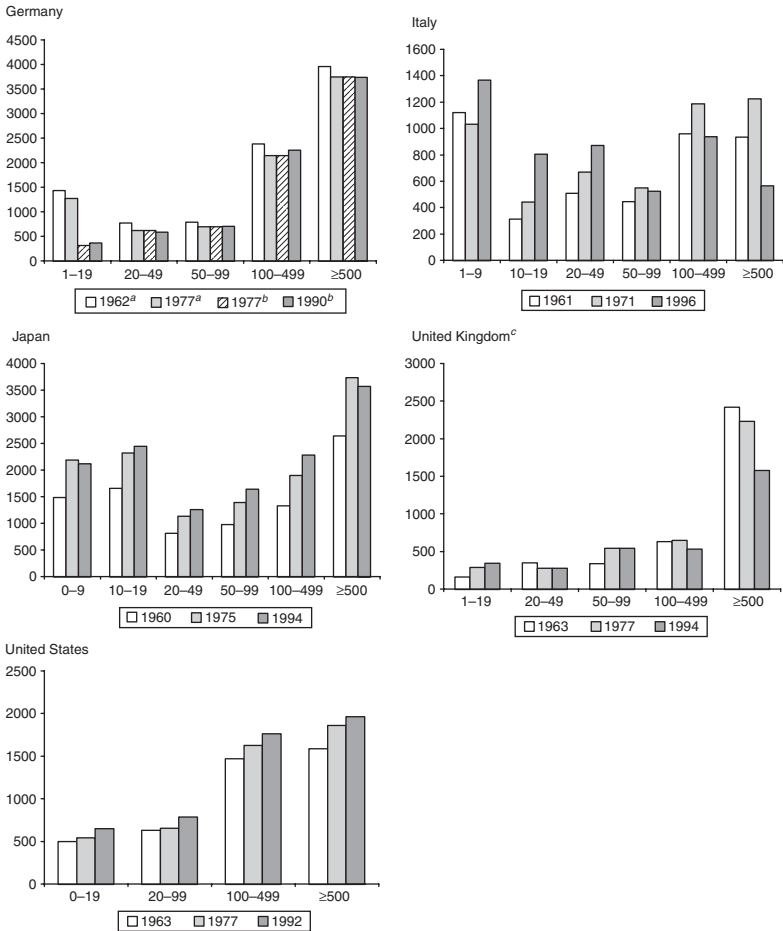 Germany
4500
4000
3500
3000
2500
2000
1500
1000
500
0
1–19 20–49 50–99 100–499 ≥500
1962a 1977a 1977b 1990b
Italy
1600
1400
1200
1000
800
600
400
200
0
1–9 10–19 20–49 50–99 100–499 ≥500
1961 1971 1996
Japan
4000
3500
3000
2500
2000
1500
1000
500
0
0–9 10–19 20–49 50–99 100–499 ≥500
1960 1975 1994
United Kingdomc
3000
2500
2000
1500
1000
500
0
1–19 20–49 50–99 100–499 ≥500
1963 1977 1994
United States
2500
2000
1500
1000
500
0
0–19 20–99 100–499 ≥500
1963 1977 1992